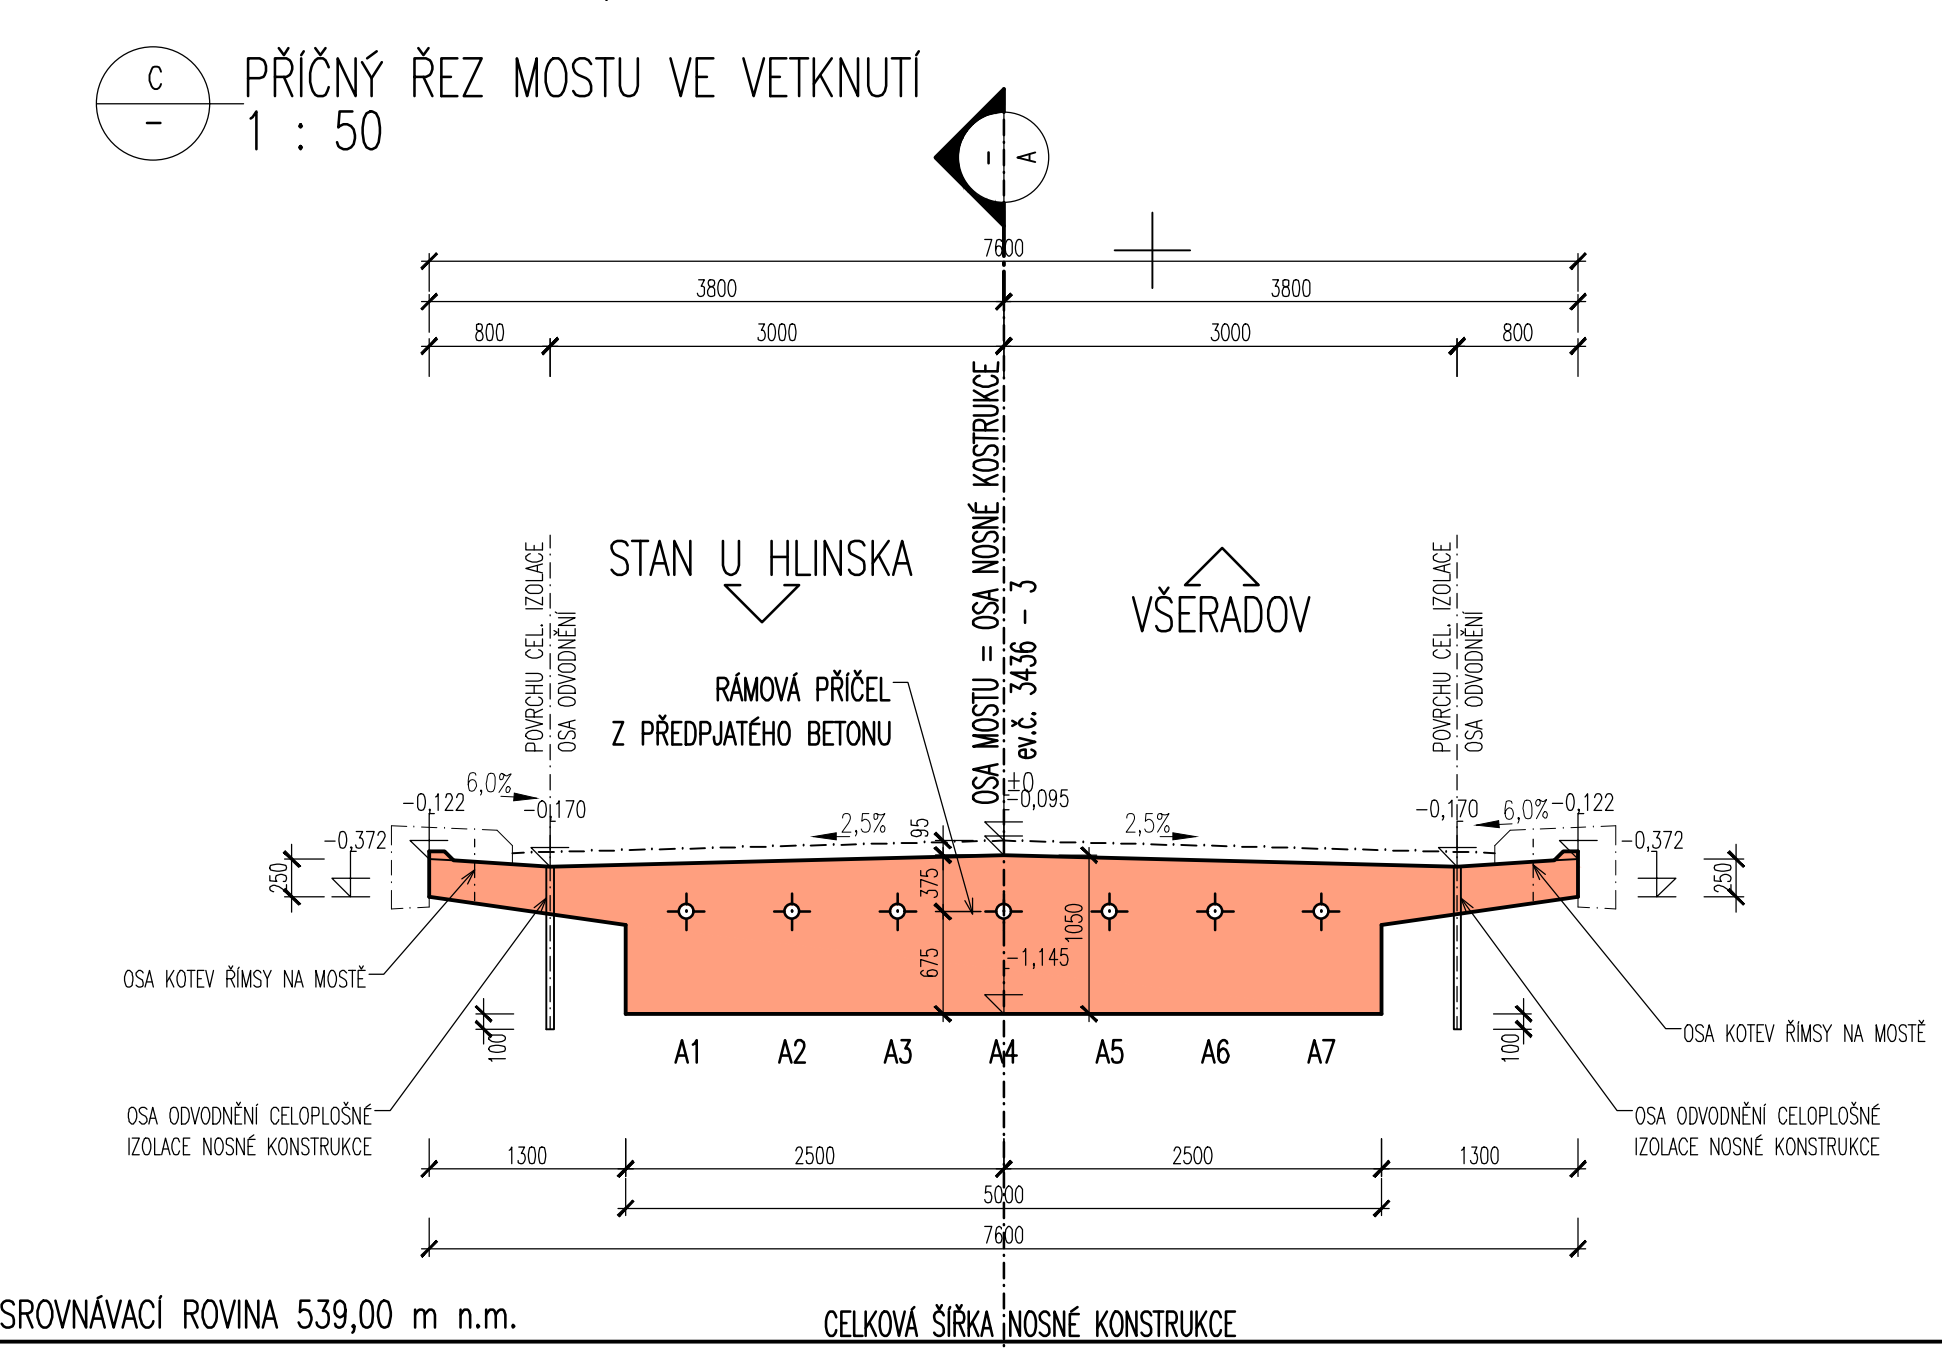 C
PŘÍČNÝ ŘEZ MOSTU VE VETKNUTÍ
–
1 : 50
– A
7600
3800 3800
800 3000 3000 800
OSA MOSTU = OSA NOSNÉ KOSTRUKCE
ev.č. 3436 – 3
STAN U HLINSKA
VŠERADOV
POVRCHU CEL. IZOLACE
OSA ODVODNĚNÍ
POVRCHU CEL. IZOLACE
OSA ODVODNĚNÍ
RÁMOVÁ PŘÍČEL
Z PŘEDPJATÉHO BETONU
±0
–0,095
–0,122 6,0% –0,170
–0,170 6,0% –0,122
–0,372 2,5% 95 2,5% –0,372
250 375 250
675 1050
–1,145
OSA KOTEV ŘÍMSY NA MOSTĚ
OSA KOTEV ŘÍMSY NA MOSTĚ
100 100
A1 A2 A3 A4 A5 A6 A7
OSA ODVODNĚNÍ CELOPLOŠNÉ
IZOLACE NOSNÉ KONSTRUKCE
OSA ODVODNĚNÍ CELOPLOŠNÉ
IZOLACE NOSNÉ KONSTRUKCE
1300 2500 2500 1300
5000
7600
SROVNÁVACÍ ROVINA 539,00 m n.m.
CELKOVÁ ŠÍŘKA NOSNÉ KONSTRUKCE